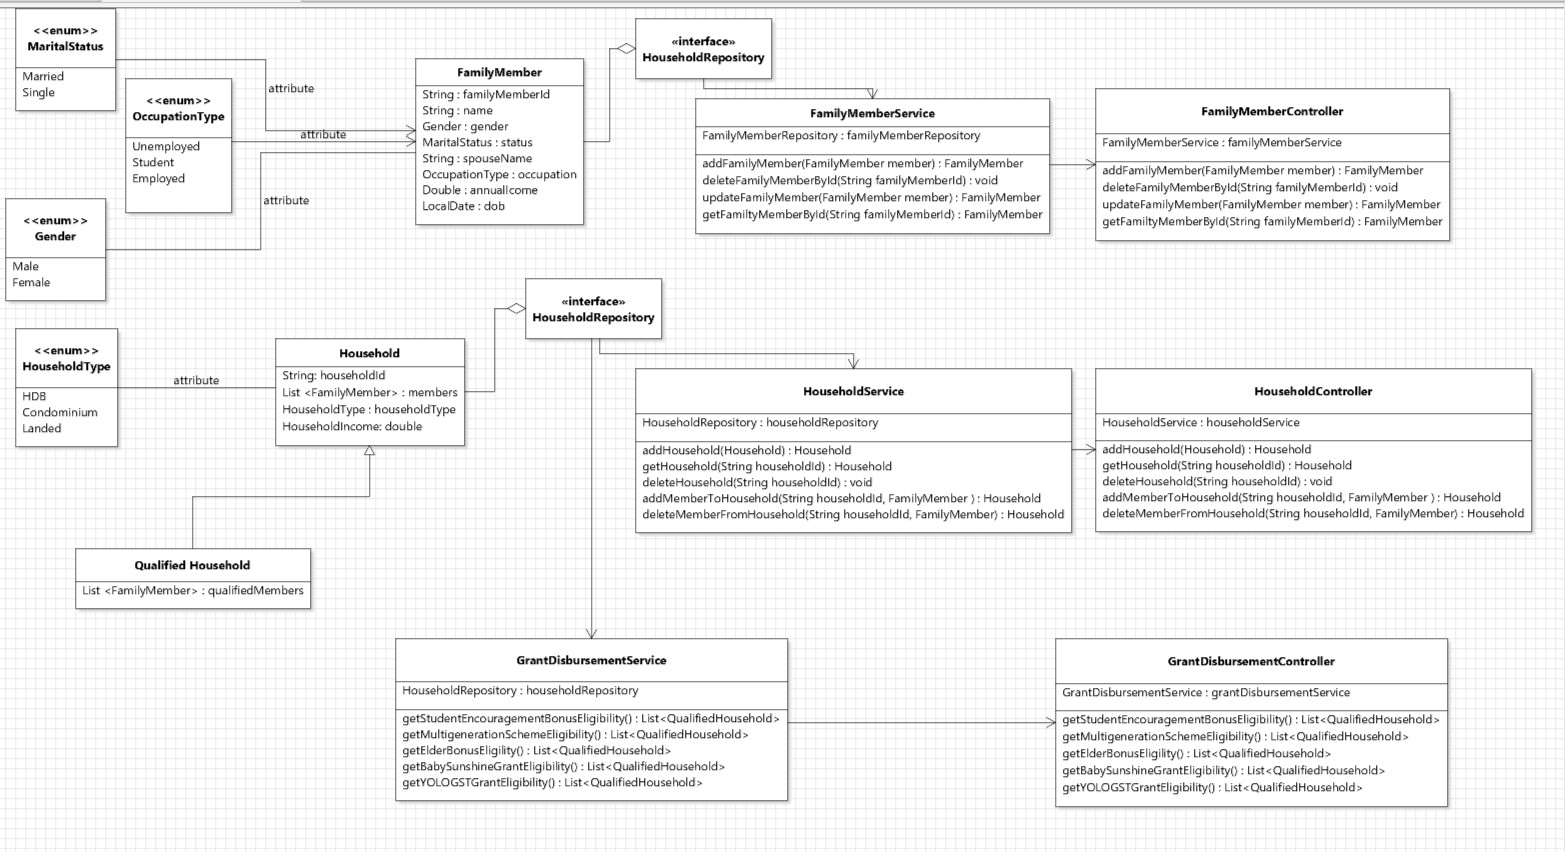 <<enum>>
MaritalStatus
Married
Single
<<enum>>
OccupationType
Unemployed
Student
Employed
<<enum>>
Gender
Male
Female
attribute
attribute
attribute
FamilyMember
String : familyMemberId
String : name
Gender : gender
MaritalStatus : status
String : spouseName
OccupationType : occupation
Double : annualIcome
LocalDate : dob
«interface»
HouseholdRepository
FamilyMemberService
FamilyMemberRepository : familyMemberRepository
addFamilyMember(FamilyMember member) : FamilyMember
deleteFamilyMemberById(String familyMemberId) : void
updateFamilyMember(FamilyMember member) : FamilyMember
getFamiltyMemberById(String familyMemberId) : FamilyMember
FamilyMemberController
FamilyMemberService : familyMemberService
addFamilyMember(FamilyMember member) : FamilyMember
deleteFamilyMemberById(String familyMemberId) : void
updateFamilyMember(FamilyMember member) : FamilyMember
getFamiltyMemberById(String familyMemberId) : FamilyMember
<<enum>>
HouseholdType
HDB
Condominium
Landed
attribute
Household
String: householdId
List <FamilyMember> : members
HouseholdType : householdType
HouseholdIncome: double
«interface»
HouseholdRepository
HouseholdService
HouseholdRepository : householdRepository
addHousehold(Household) : Household
getHousehold(String householdId) : Household
deleteHousehold(String householdId) : void
addMemberToHousehold(String householdId, FamilyMember ) : Household
deleteMemberFromHousehold(String householdId, FamilyMember) : Household
HouseholdController
HouseholdService : householdService
addHousehold(Household) : Household
getHousehold(String householdId) : Household
deleteHousehold(String householdId) : void
addMemberToHousehold(String householdId, FamilyMember ) : Household
deleteMemberFromHousehold(String householdId, FamilyMember) : Household
Qualified Household
List <FamilyMember> : qualifiedMembers
GrantDisbursementService
HouseholdRepository : householdRepository
getStudentEncouragementBonusEligibility() : List<QualifiedHousehold>
getMultigenerationSchemeEligibility() : List<QualifiedHousehold>
getElderBonusEligility() : List<QualifiedHousehold>
getBabySunshineGrantEligibility() : List<QualifiedHousehold>
getYOLOGSTGrantEligibility() : List<QualifiedHousehold>
GrantDisbursementController
GrantDisbursementService : grantDisbursementService
getStudentEncouragementBonusEligibility() : List<QualifiedHousehold>
getMultigenerationSchemeEligibility() : List<QualifiedHousehold>
getElderBonusEligility() : List<QualifiedHousehold>
getBabySunshineGrantEligibility() : List<QualifiedHousehold>
getYOLOGSTGrantEligibility() : List<QualifiedHousehold>